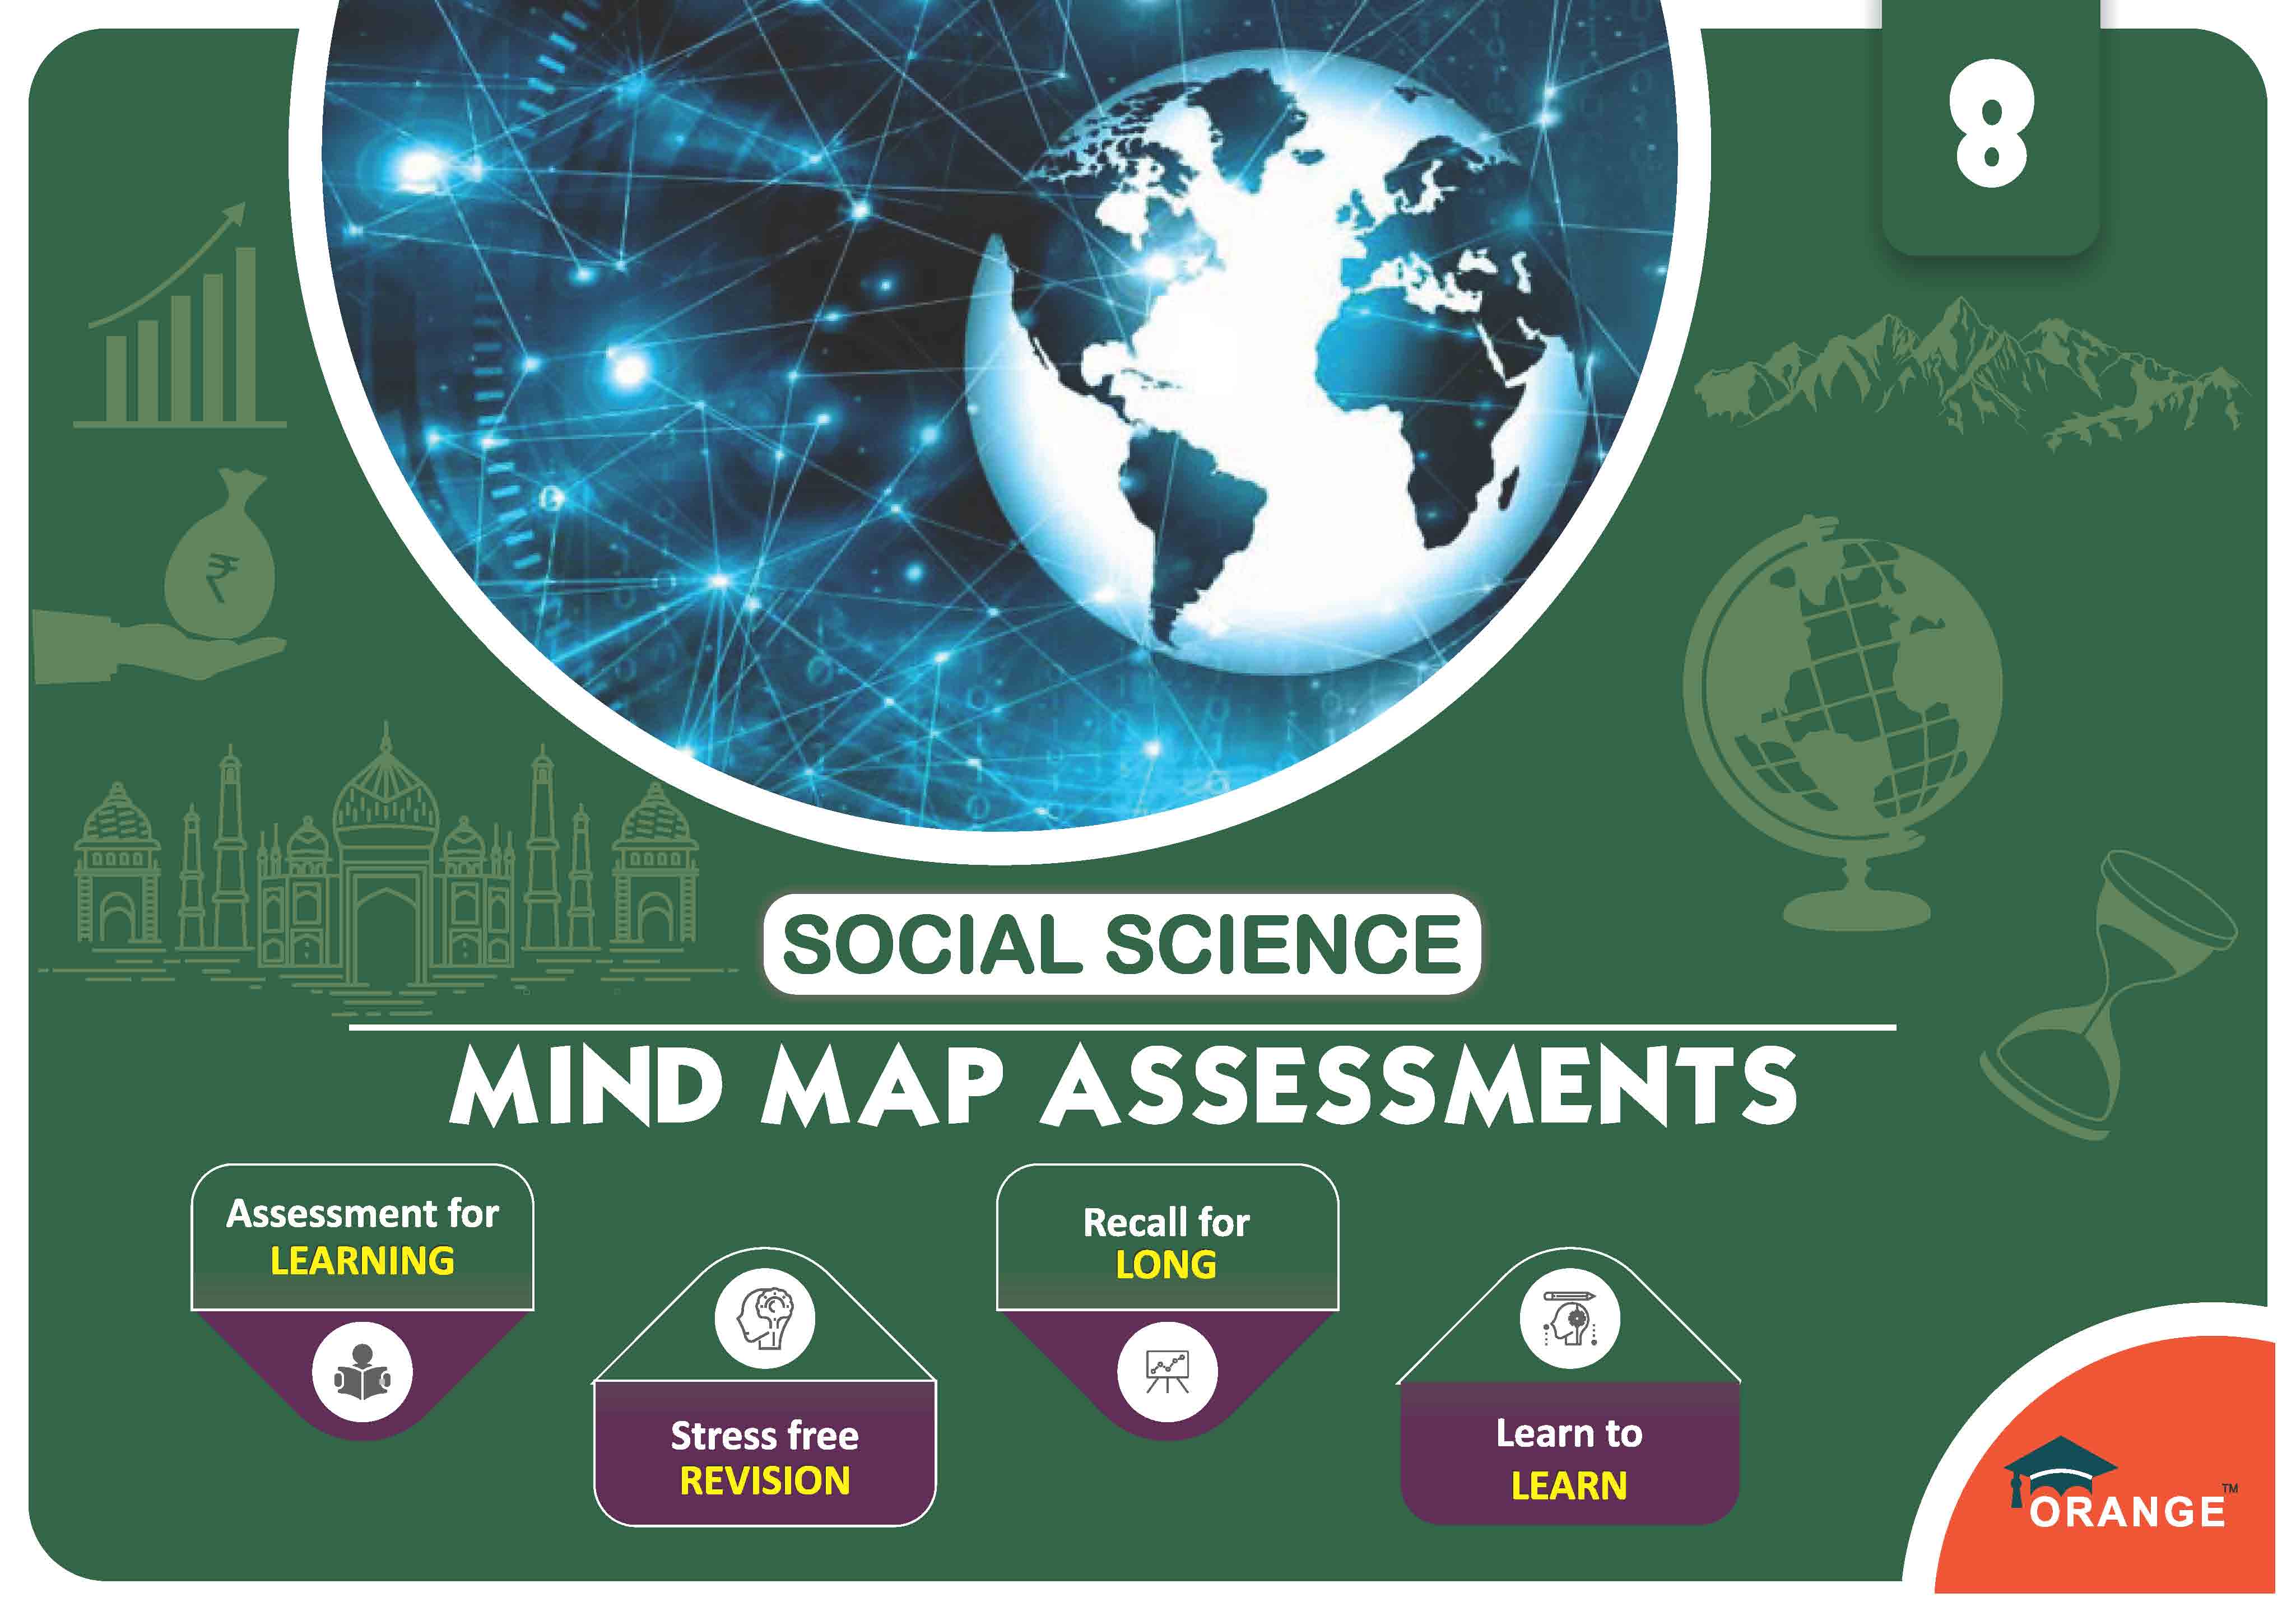 8
₹
SOCIAL SCIENCE
MIND MAP ASSESSMENTS
Assessment for
LEARNING
Stress free
REVISION
Recall for
LONG
Learn to
LEARN
ORANGE™